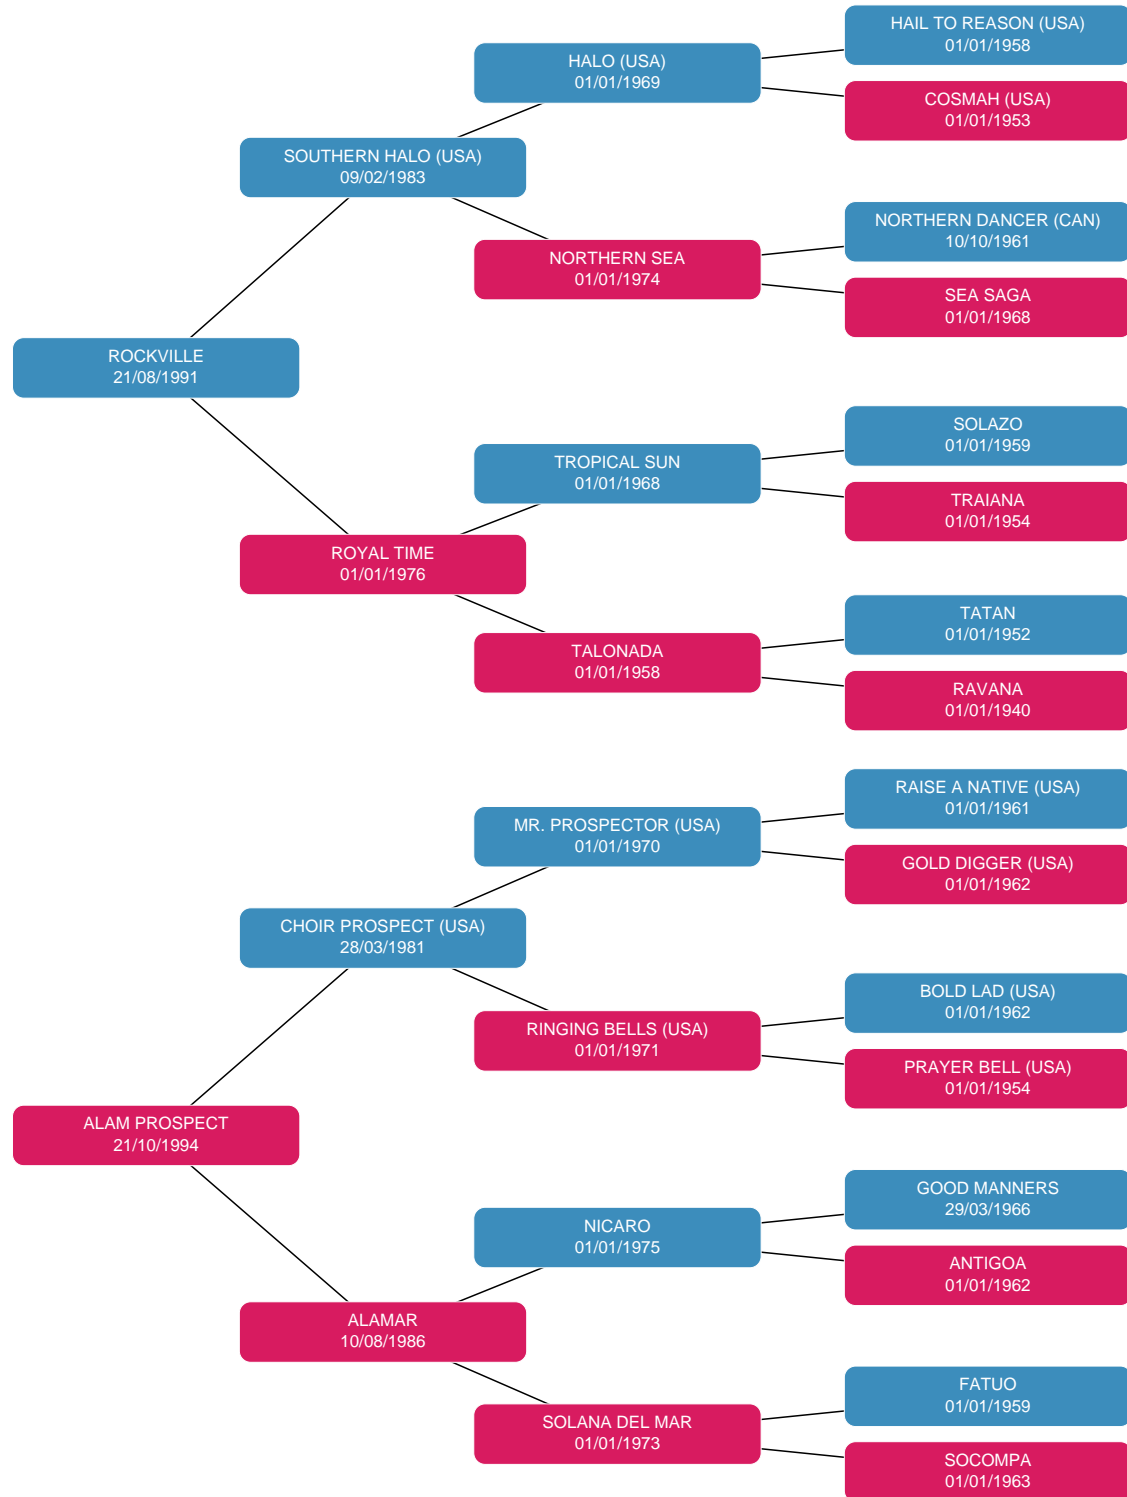 HAIL TO REASON (USA)
01/01/1958
HALO (USA)
01/01/1969
COSMAH (USA)
01/01/1953
SOUTHERN HALO (USA)
09/02/1983
NORTHERN DANCER (CAN)
10/10/1961
NORTHERN SEA
01/01/1974
SEA SAGA
01/01/1968
ROCKVILLE
21/08/1991
SOLAZO
01/01/1959
TROPICAL SUN
01/01/1968
TRAIANA
01/01/1954
ROYAL TIME
01/01/1976
TATAN
01/01/1952
TALONADA
01/01/1958
RAVANA
01/01/1940
RAISE A NATIVE (USA)
01/01/1961
MR. PROSPECTOR (USA)
01/01/1970
GOLD DIGGER (USA)
01/01/1962
CHOIR PROSPECT (USA)
28/03/1981
BOLD LAD (USA)
01/01/1962
RINGING BELLS (USA)
01/01/1971
PRAYER BELL (USA)
01/01/1954
ALAM PROSPECT
21/10/1994
GOOD MANNERS
29/03/1966
NICARO
01/01/1975
ANTIGOA
01/01/1962
ALAMAR
10/08/1986
FATUO
01/01/1959
SOLANA DEL MAR
01/01/1973
SOCOMPA
01/01/1963